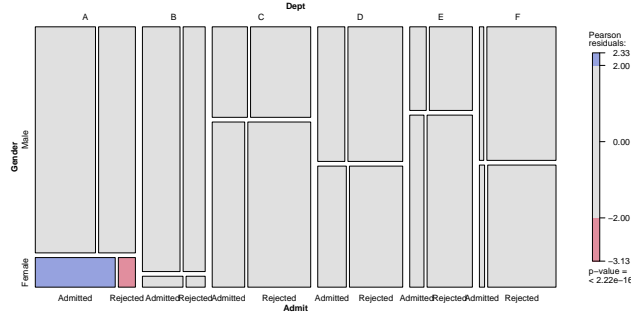 Dept
A B C D E F
Pearson
residuals:
2.33
2.00
0.00
−2.00
−3.13
p−value =
< 2.22e−16
Gender
Male
Female
Admitted Rejected Admitted Rejected Admitted Rejected Admitted Rejected Admitted Rejected Admitted Rejected
Admit